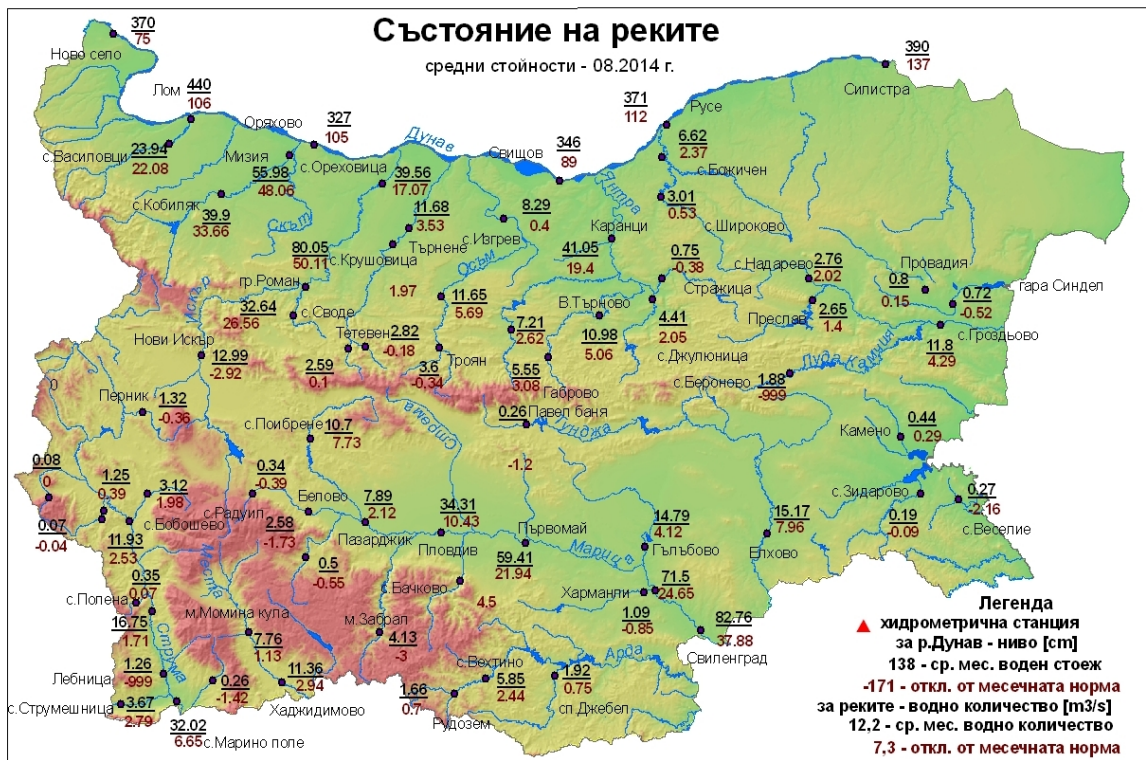 Състояние на реките
средни стойности - 08.2014 г.
370
75
Ново село
390
137
Силистра
Лом
440
106
Оряхово
327
105
Дунав
Свищов
346
89
371
112
Русе
6.62
2.37
с.Божичен
с.Василовци
23.94
22.08
Мизия
55.98
48.06
с.Ореховица
39.56
17.07
с.Кобиляк
39.9
33.66
Скът
11.68
3.53
Търнене
с.Изгрев
8.29
0.4
Янтра
3.01
0.53
с.Широково
Каранци
41.05
19.4
80.05
50.11
с.Крушовица
Осъм
0.75
-0.38
Стражица
с.Надарево
2.76
2.02
Провадия
0.8
0.15
0.72
-0.52
гара Синдел
гр.Роман
Искър
32.64
26.56
с.Своде
1.97
11.65
5.69
В.Търново
10.98
5.06
4.41
2.05
с.Джулюница
Преслав
2.65
1.4
с.Гроздьово
11.8
4.29
Луда Камчия
Нови Искър
12.99
-2.92
Тетевен
2.82
-0.18
2.59
0.1
Троян
3.6
-0.34
7.21
2.62
5.55
3.08
Габрово
с.Бероново
1.88
-999
0
Перник
1.32
-0.36
с.Поибрене
10.7
7.73
Стряма
0.26
Павел баня
Тунджа
-1.2
Камено
0.44
0.29
0.08
0
0.07
-0.04
1.25
0.39
3.12
1.98
с.Бобошево
11.93
2.53
0.34
-0.39
с.Радуил
Белово
2.58
-1.73
7.89
2.12
Пазарджик
34.31
10.43
Пловдив
Първомай
59.41
21.94
Марица
14.79
4.12
Гълъбово
15.17
7.96
Елхово
с.Зидарово
0.19
-0.09
0.27
-2.16
с.Веселие
Места
0.35
0.07
с.Полена
16.75
1.71
0.5
-0.55
с.Бачково
4.5
Харманли
71.5
24.65
1.09
-0.85
82.76
37.88
Свиленград
м.Момина кула
7.76
1.13
м.Забрал
4.13
-3
Струма
Лебница
1.26
-999
0.26
-1.42
11.36
2.94
Хаджидимово
с.Струмешница
3.67
2.79
32.02
6.65
с.Марино поле
с.Вехтино
5.85
2.44
1.66
0.7
Рудозем
1.92
0.75
сп.Джебел
Арда
Легенда
хидрометрична станция
за р.Дунав - ниво [cm]
138 - ср. мес. воден стоеж
-171 - откл. от месечната норма
за реките - водно количество [m3/s]
12,2 - ср. мес. водно количество
7,3 - откл. от месечната норма